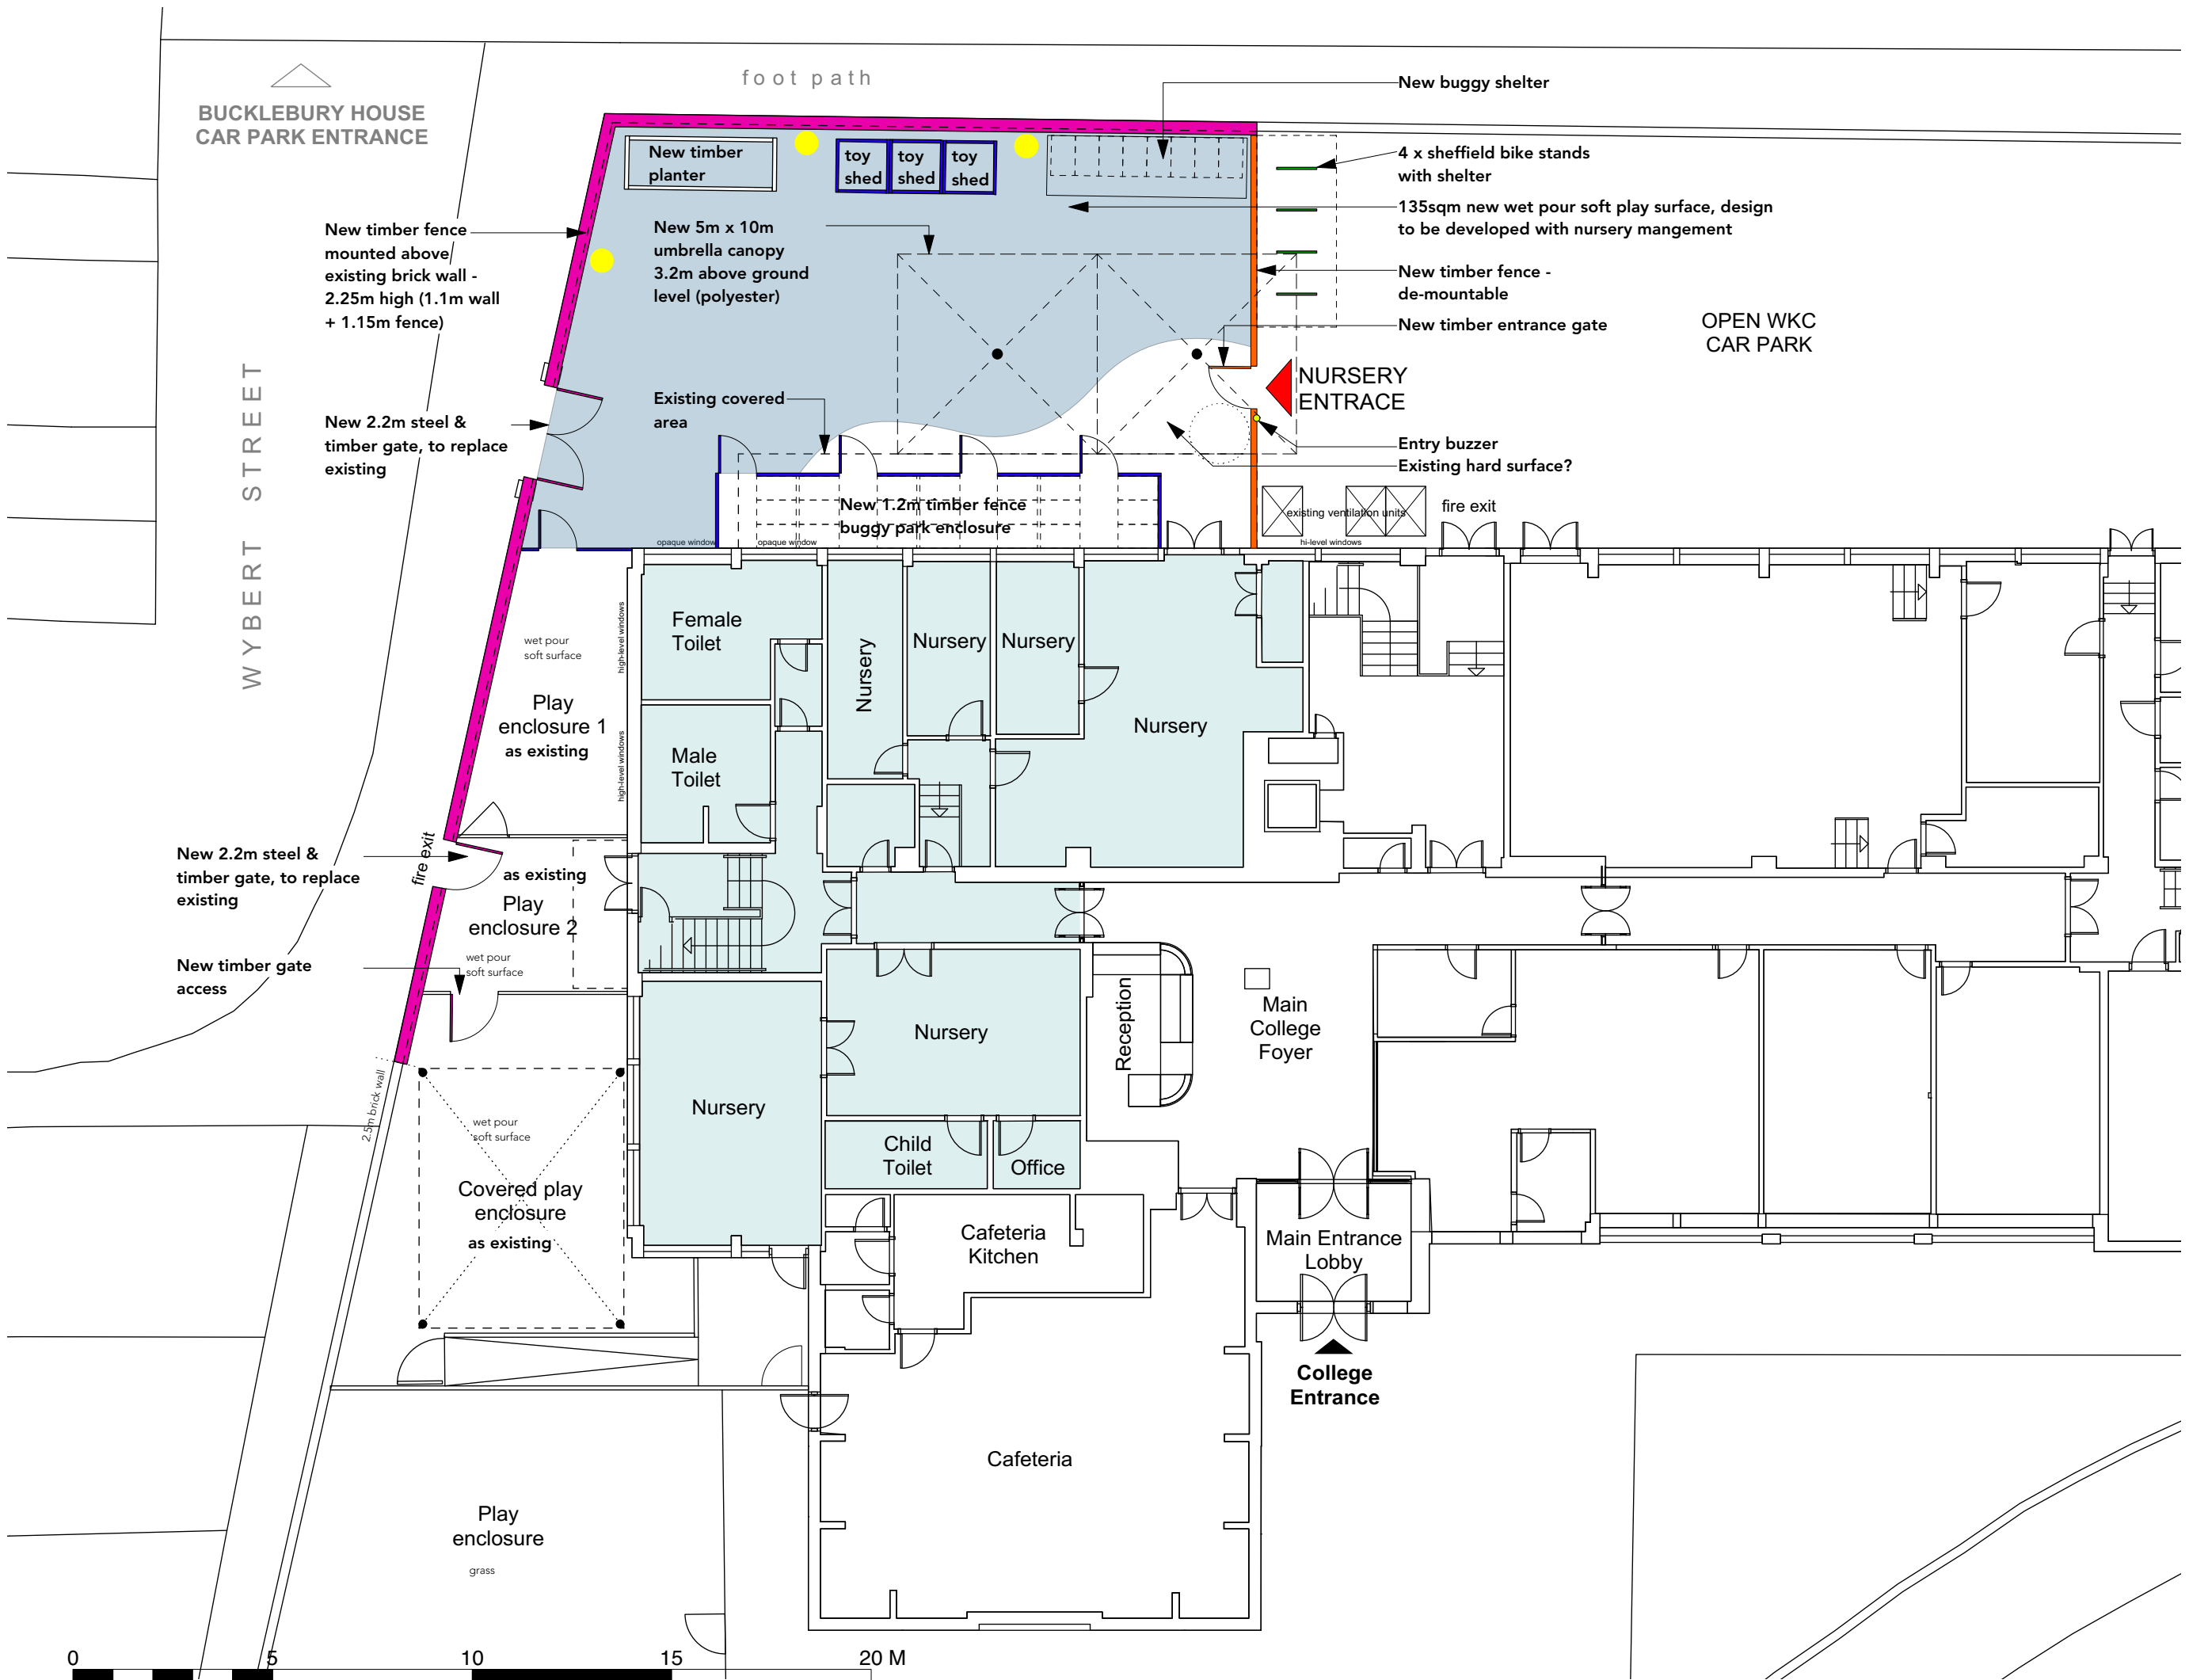 foot path
BUCKLEBURY HOUSE
CAR PARK ENTRANCE
New buggy shelter
New timber
planter
toy
shed
toy
shed
toy
shed
4 x sheffield bike stands
with shelter
135sqm new wet pour soft play surface, design
to be developed with nursery mangement
New timber fence
mounted above
existing brick wall -
2.25m high (1.1m wall
+ 1.15m fence)
New 5m x 10m
umbrella canopy
3.2m above ground
level (polyester)
New timber fence -
de-mountable
New timber entrance gate
OPEN WKC
CAR PARK
WYBERT STREET
NURSERY
ENTRACE
Existing covered
area
New 2.2m steel &
timber gate, to replace
existing
Entry buzzer
Existing hard surface?
New 1.2m timber fence
buggy park enclosure
existing ventilation units
fire exit
opaque window
opaque window
hi-level windows
Female
Toilet
Nursery
Nursery
Nursery
Nursery
wet pour
soft surface
high-level windows
Play
enclosure 1
as existing
Male
Toilet
high-level windows
New 2.2m steel &
timber gate, to replace
existing
fire exit
as existing
Play
enclosure 2
wet pour
soft surface
New timber gate
access
Reception
Main
College
Foyer
Nursery
Nursery
2.5m brick wall
wet pour
soft surface
Child
Toilet
Office
Covered play
enclosure
as existing
Cafeteria
Kitchen
Main Entrance
Lobby
College
Entrance
Cafeteria
Play
enclosure
grass
0 5 10 15 20 M